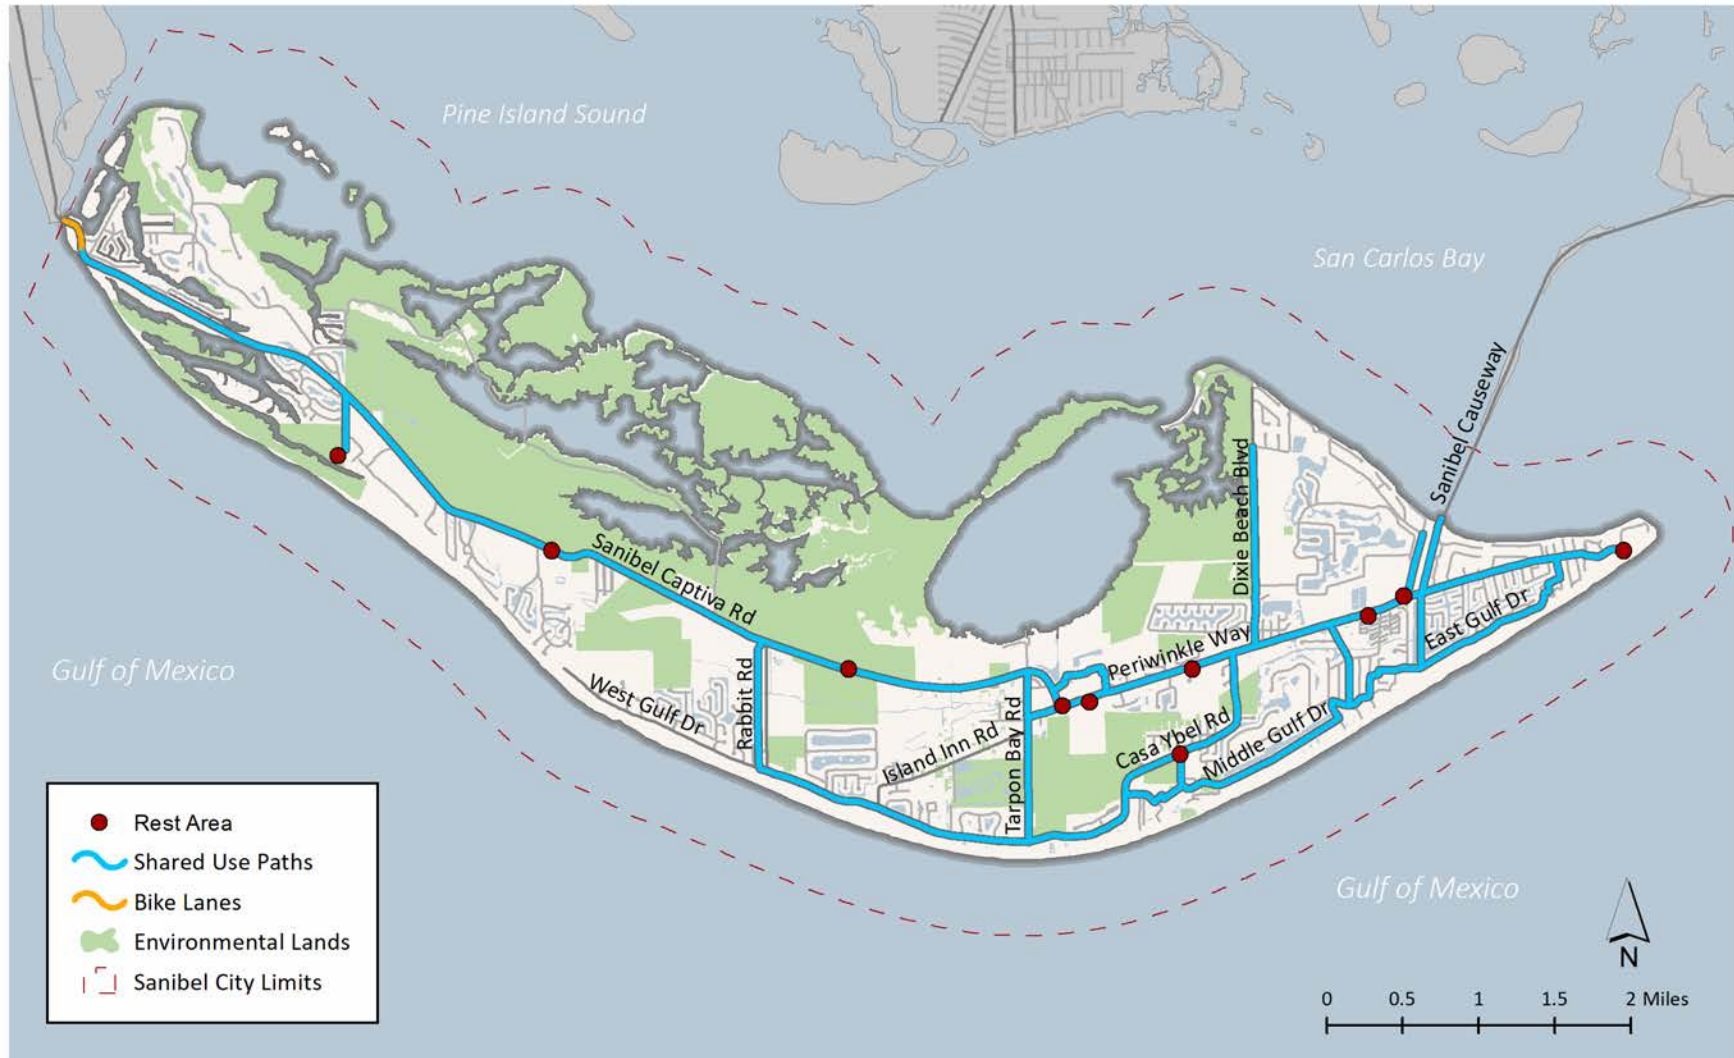 Pine Island Sound
San Carlos Bay
Sanibel Causeway
Dixie Beach Blvd
Sanibel Captiva Rd
Periwinkle Way
East Gulf Dr
Gulf of Mexico
West Gulf Dr
Rabbit Rd
Island Inn Rd
Tarpon Bay Rd
Casa Ybel Rd
Middle Gulf Dr
Gulf of Mexico
Rest Area
Shared Use Paths
Bike Lanes
Environmental Lands
Sanibel City Limits
N
0 0.5 1 1.5 2 Miles